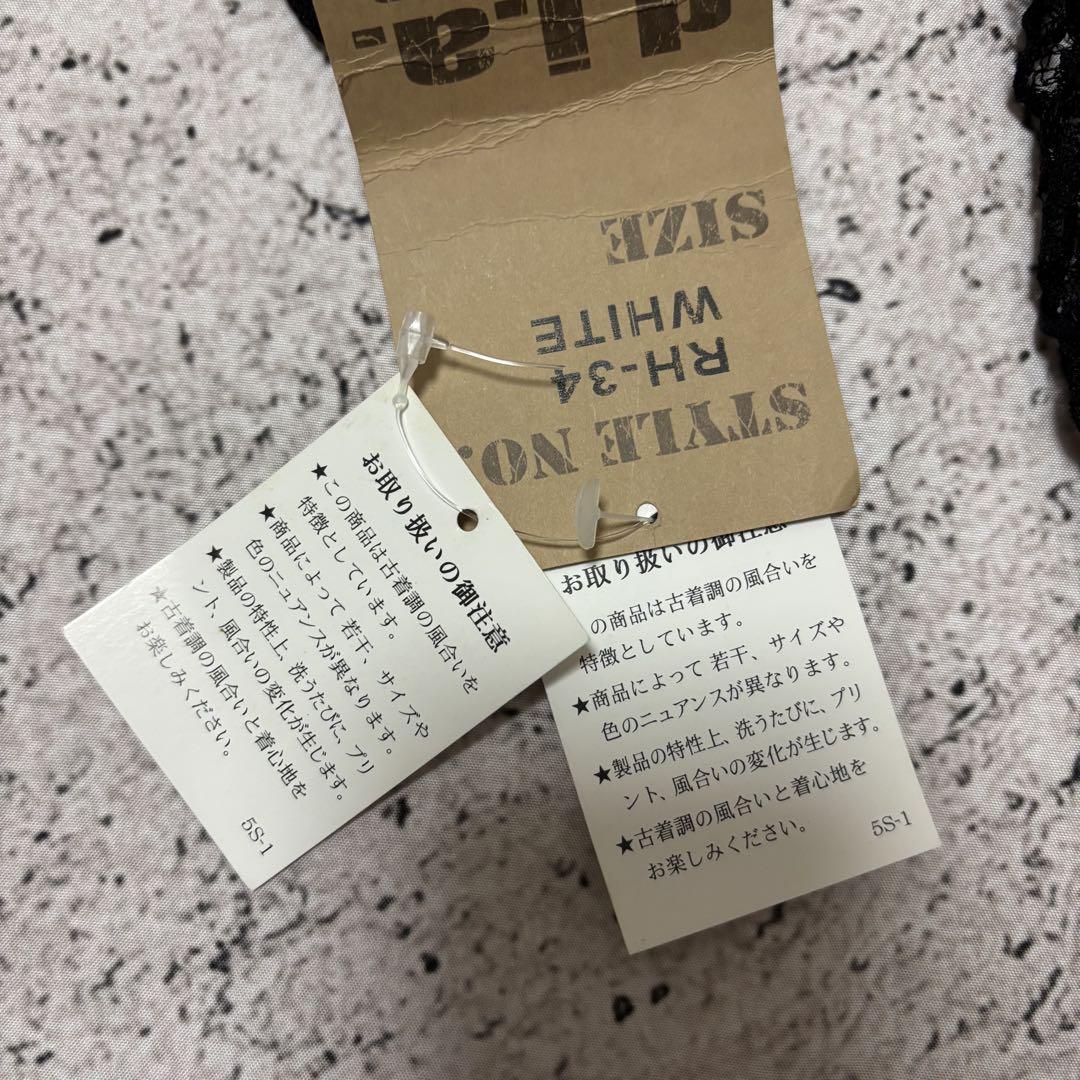 STYLE NO.
RH-34
WHITE
SIZE
お取り扱いの御注意
★この商品は古着調の風合いを
特徴としています。
★商品によって若干、サイズや
色のニュアンスが異なります。
★製品の特性上、洗うたびに、プリ
ント、風合いの変化が生じます。
★古着調の風合いと着心地を
お楽しみください。
5S-1
お取り扱いの御注意
の商品は古着調の風合いを
特徴としています。
★商品によって若干、サイズや
色のニュアンスが異なります。
★製品の特性上、洗うたびに、プリ
ント、風合いの変化が生じます。
★古着調の風合いと着心地を
お楽しみください。
5S-1